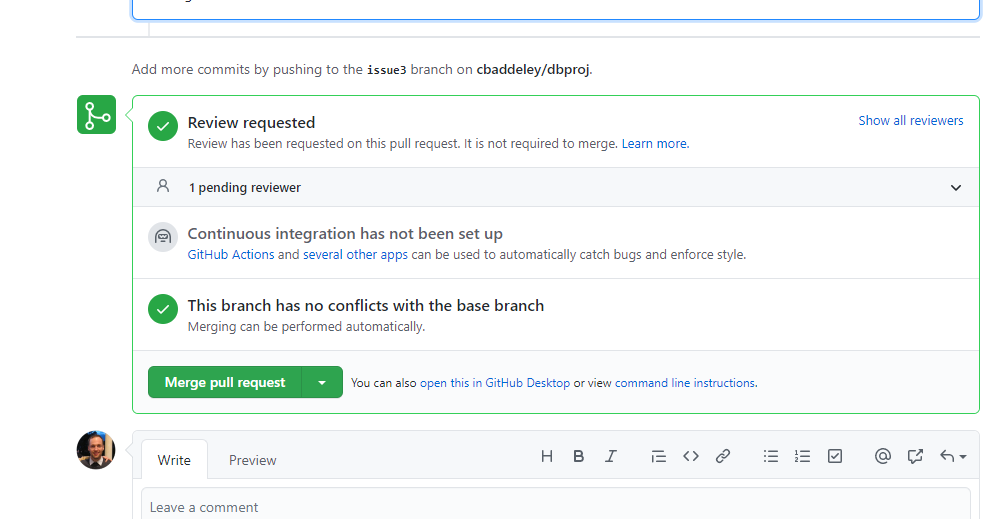 Add more commits by pushing to the issue3 branch on cbaddeley/dbproj.
Review requested
Show all reviewers
Review has been requested on this pull request. It is not required to merge. Learn more.
1 pending reviewer
Continuous integration has not been set up
GitHub Actions and several other apps can be used to automatically catch bugs and enforce style.
This branch has no conflicts with the base branch
Merging can be performed automatically.
Merge pull request
You can also open this in GitHub Desktop or view command line instructions.
Write Preview
Leave a comment